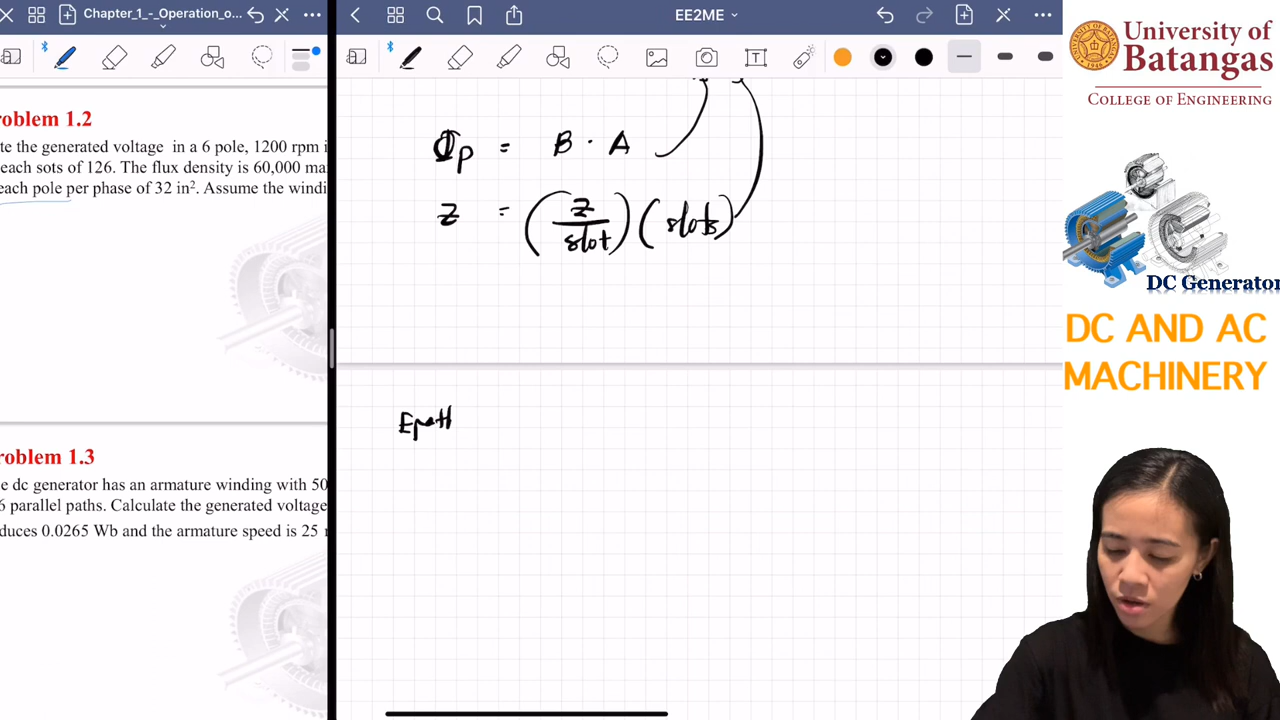 Chapter_1_-_Operation_o...
EE2ME
oblem 1.2
te the generated voltage in a 6 pole, 1200 rpm i
each sots of 126. The flux density is 60,000 ma
each pole per phase of 32 in². Assume the windi
oblem 1.3
e dc generator has an armature winding with 50
6 parallel paths. Calculate the generated voltage
duces 0.0265 Wb and the armature speed is 25 r
Φp = B · A
Z = (Z/slot)(slots)
Epath
University of
Batangas
COLLEGE OF ENGINEERING
DC Generator
DC AND AC
MACHINERY